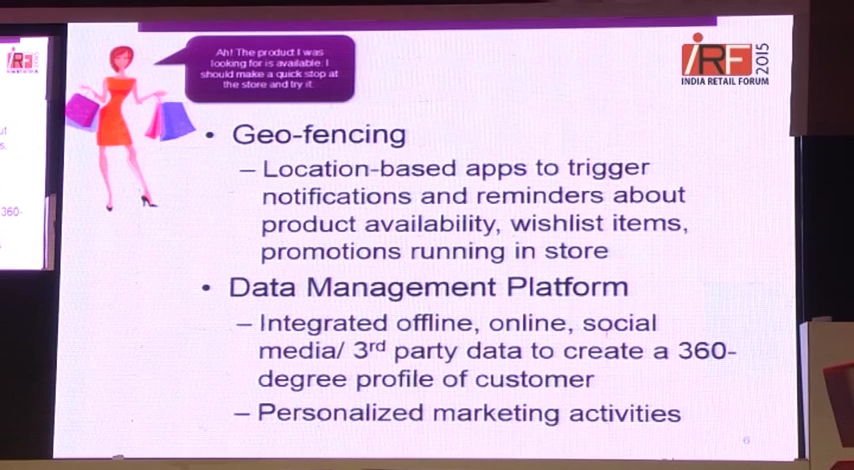 Ah! The product I was
looking for is available. I
should make a quick stop at
the store and try it.
IRF 2015
INDIA RETAIL FORUM
• Geo-fencing
– Location-based apps to trigger
notifications and reminders about
product availability, wishlist items,
promotions running in store
• Data Management Platform
– Integrated offline, online, social
media/ 3rd party data to create a 360-
degree profile of customer
– Personalized marketing activities
6
360-